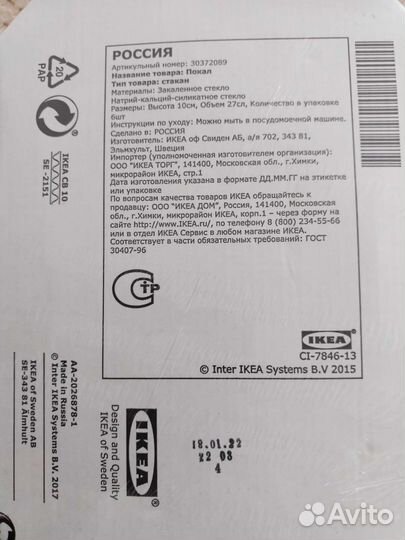 РОССИЯ
Артикульный номер: 30372089
Название товара: Покал
Тип товара: стакан
Материалы: Закаленное стекло
Натрий-кальций-силикатное стекло
Размеры: Высота 10см, Объем 27сл, Количество в упаковке
6шт
Инструкции по уходу: Можно мыть в посудомоечной машине.
Сделано в: РОССИЯ
Изготовитель: ИКЕА оф Свиден АБ, а/я 702, 343 81,
Эльмхульт, Швеция
Импортер (уполномоченная изготовителем организация):
ООО "ИКЕА ТОРГ", 141400, Московская обл., г.Химки,
микрорайон ИКЕА, стр.1
Дата изготовления указана в формате ДД.ММ.ГГ на этикетке
или упаковке
По вопросам качества товаров ИКЕА обращайтесь к
продавцу: ООО "ИКЕА ДОМ", Россия, 141400, Московская
обл., г.Химки, микрорайон ИКЕА, корп.1 – через форму на
сайте http://www.IKEA.ru/, по телефону 8 (800) 234-55-66
или в отдел ИКЕА Сервис в любом магазине ИКЕА.
Соответствует в части обязательных требований: ГОСТ
30407-96
IKEA
CI-7846-13
© Inter IKEA Systems B.V 2015
20
PAP
IKEA CB 10
SE -2151
AA-2026878-1
Made in Russia
© Inter IKEA Systems B.V. 2017
IKEA of Sweden AB
SE-343 81 Älmhult
Design and Quality
IKEA of Sweden
IKEA
18.01.22
22 03
4
Avito